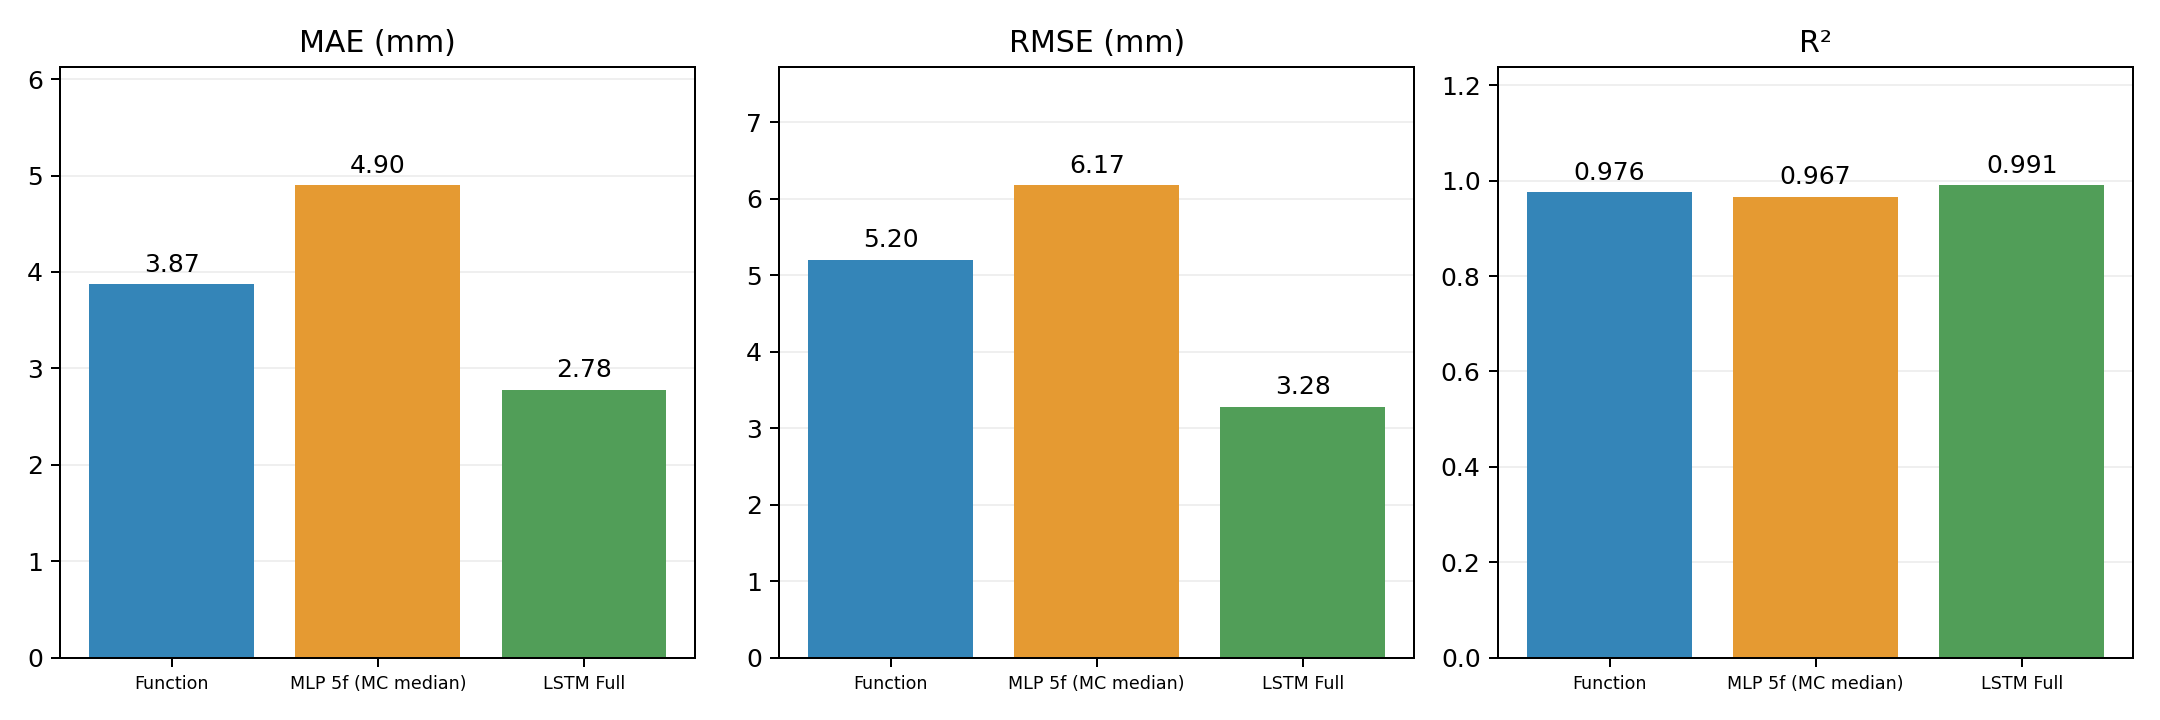 MAE (mm)
6
5
4
3
2
1
0
3.87
4.90
2.78
Function
MLP 5f (MC median)
LSTM Full
RMSE (mm)
7
6
5
4
3
2
1
0
5.20
6.17
3.28
Function
MLP 5f (MC median)
LSTM Full
R²
1.2
1.0
0.8
0.6
0.4
0.2
0.0
0.976
0.967
0.991
Function
MLP 5f (MC median)
LSTM Full